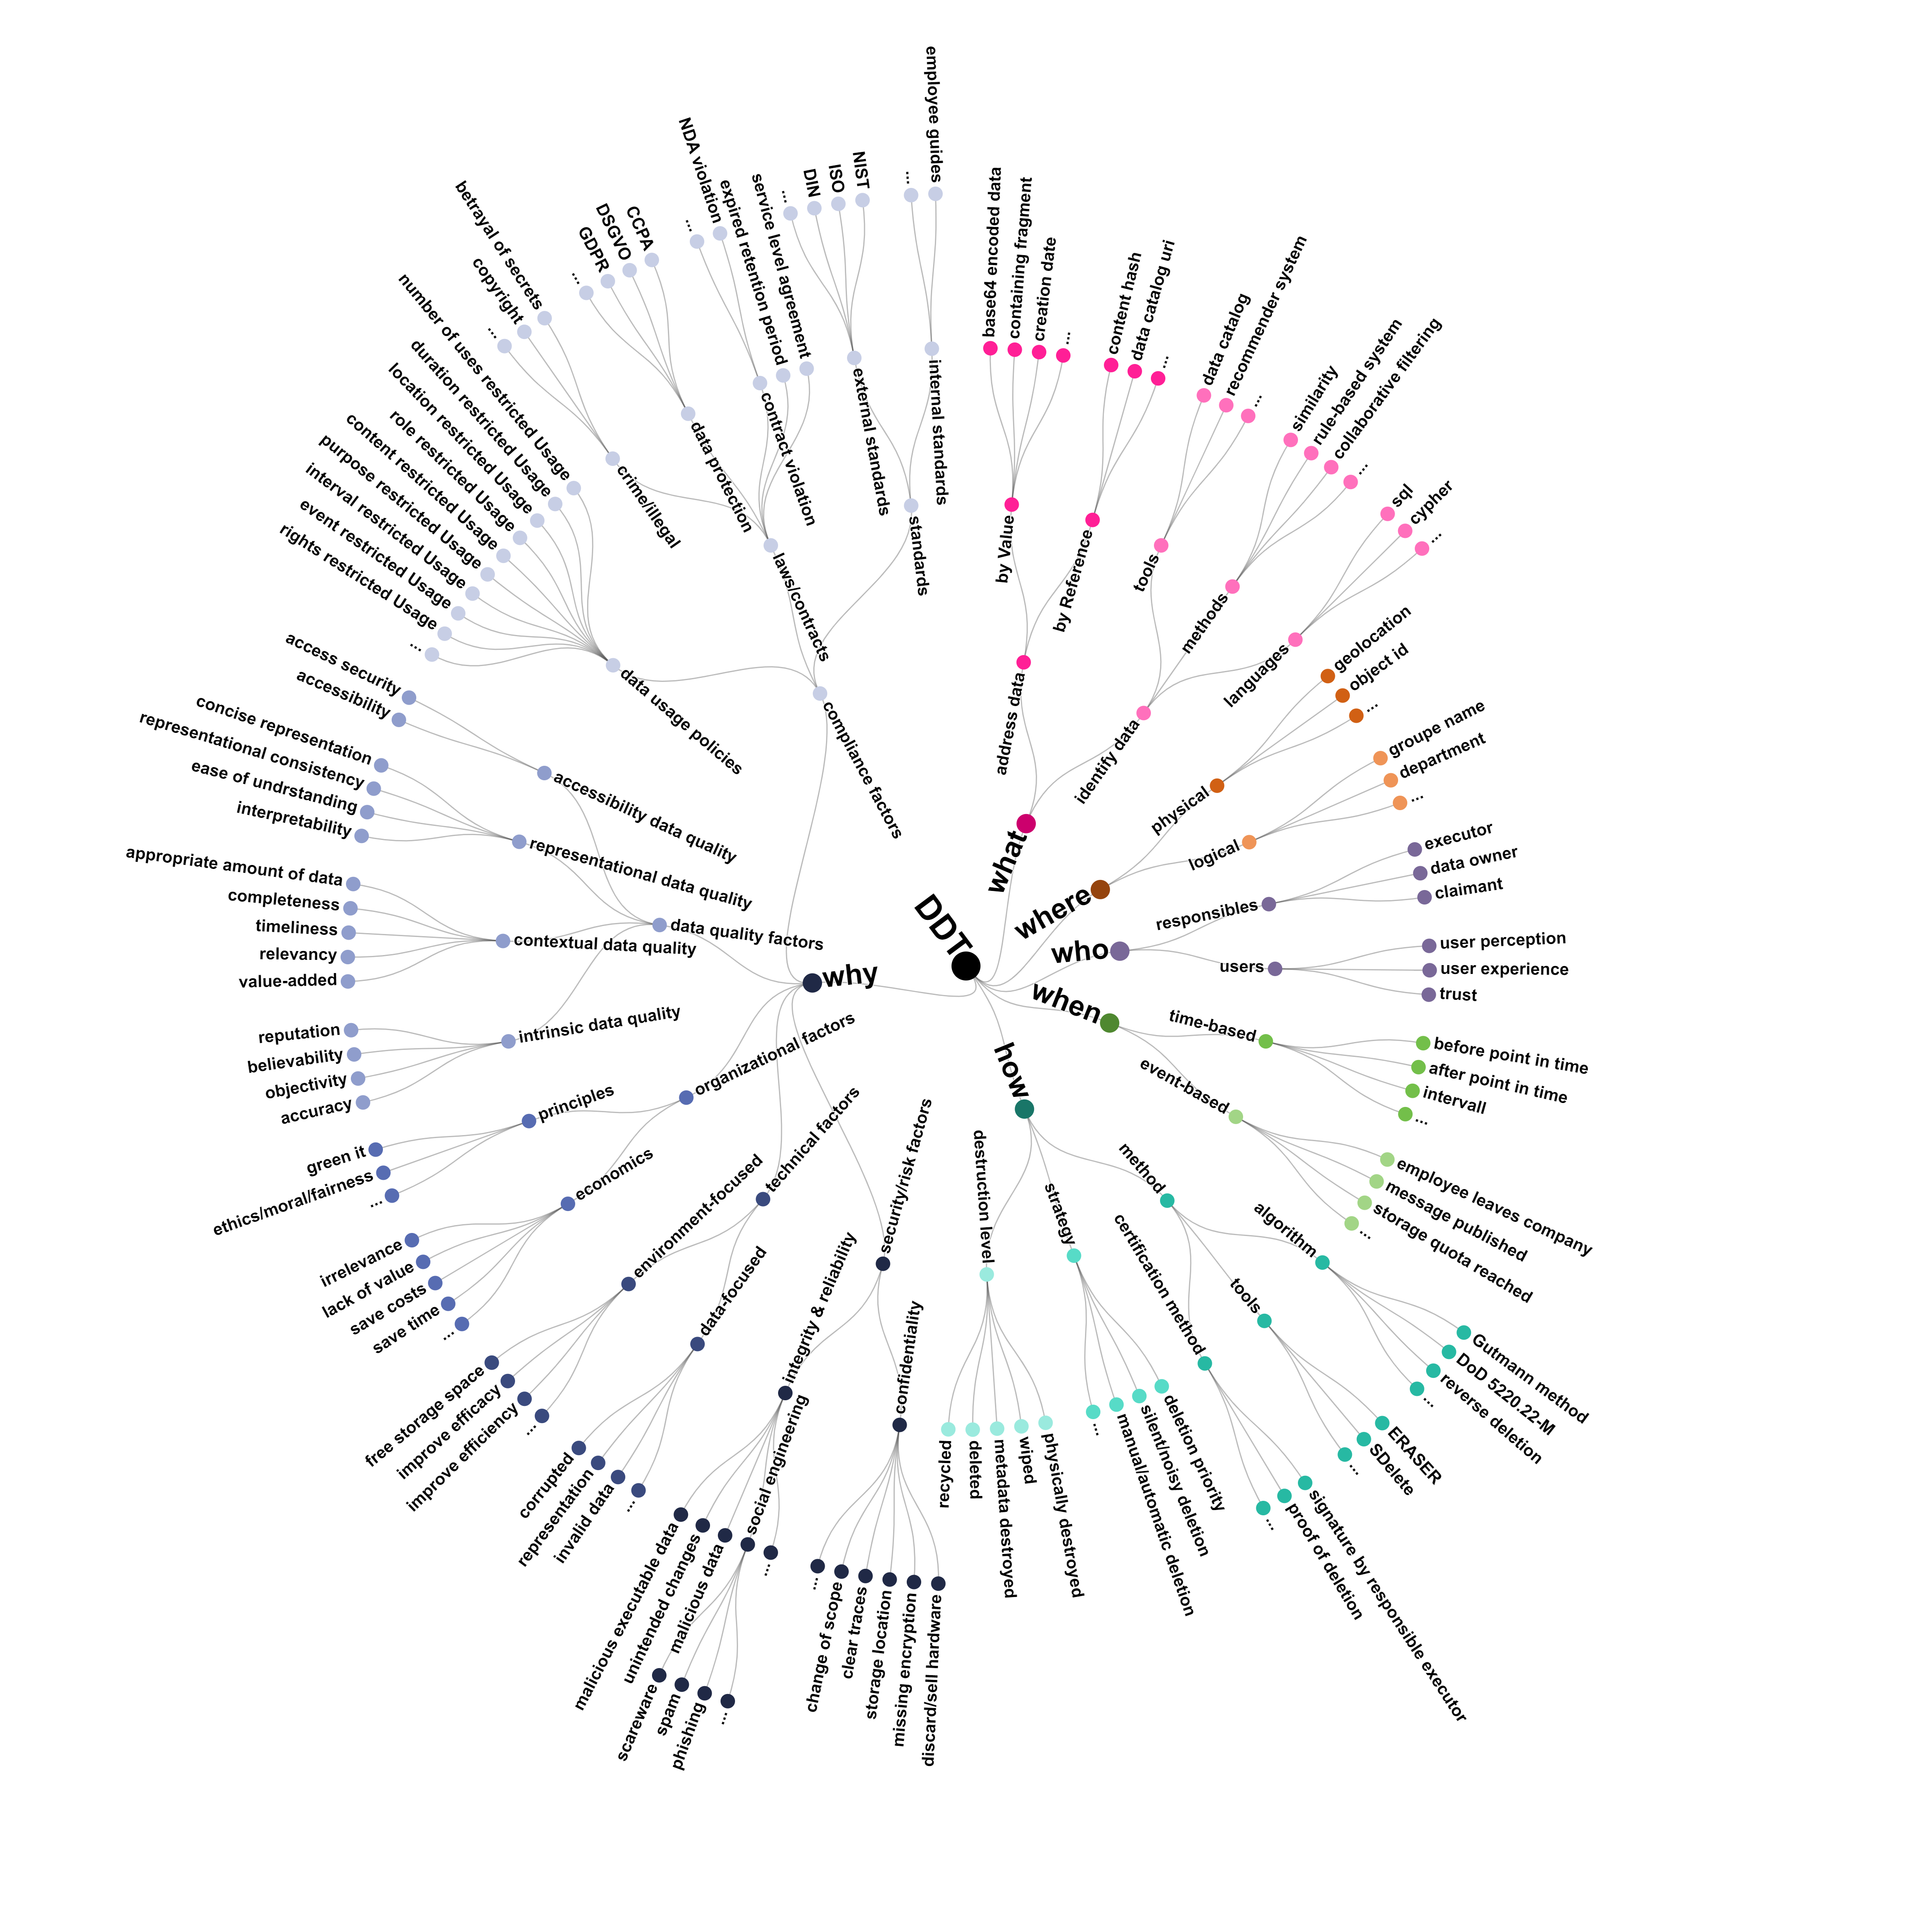 DDT
what
address data
by Value
base64 encoded data
containing fragment
creation date
...
by Reference
content hash
data catalog uri
...
identify data
tools
data catalog
recommender system
...
methods
similarity
rule-based system
collaborative filtering
...
languages
sql
cypher
...
where
physical
geolocation
object id
...
logical
groupe name
department
...
who
responsibles
executor
data owner
claimant
users
user perception
user experience
trust
when
time-based
before point in time
after point in time
intervall
...
event-based
employee leaves company
message published
storage quota reached
...
how
method
algorithm
Gutmann method
DoD 5220.22-M
reverse deletion
...
tools
ERASER
SDelete
...
certification method
signature by responsible executor
proof of deletion
...
strategy
deletion priority
silent/noisy deletion
manual/automatic deletion
...
destruction level
physically destroyed
wiped
metadata destroyed
deleted
recycled
why
security/risk factors
confidentiality
discard/sell hardware
missing encryption
storage location
clear traces
change of scope
...
integrity & reliability
...
social engineering
...
phishing
spam
scareware
malicious data
unintended changes
malicious executable data
technical factors
data-focused
...
invalid data
representation
corrupted
environment-focused
...
improve efficiency
improve efficacy
free storage space
organizational factors
economics
...
save time
save costs
lack of value
irrelevance
principles
...
ethics/moral/fairness
green it
data quality factors
intrinsic data quality
accuracy
objectivity
believability
reputation
contextual data quality
value-added
relevancy
timeliness
completeness
appropriate amount of data
representational data quality
interpretability
ease of undrstanding
representational consistency
concise representation
accessibility data quality
accessibility
access security
compliance factors
data usage policies
...
rights restricted Usage
event restricted Usage
interval restricted Usage
purpose restricted Usage
content restricted Usage
role restricted Usage
location restricted Usage
duration restricted Usage
number of uses restricted Usage
laws/contracts
crime/illegal
...
copyright
betrayal of secrets
data protection
...
GDPR
DSGVO
CCPA
contract violation
...
NDA violation
expired retention period
service level agreement
standards
external standards
...
DIN
ISO
NIST
internal standards
...
employee guides